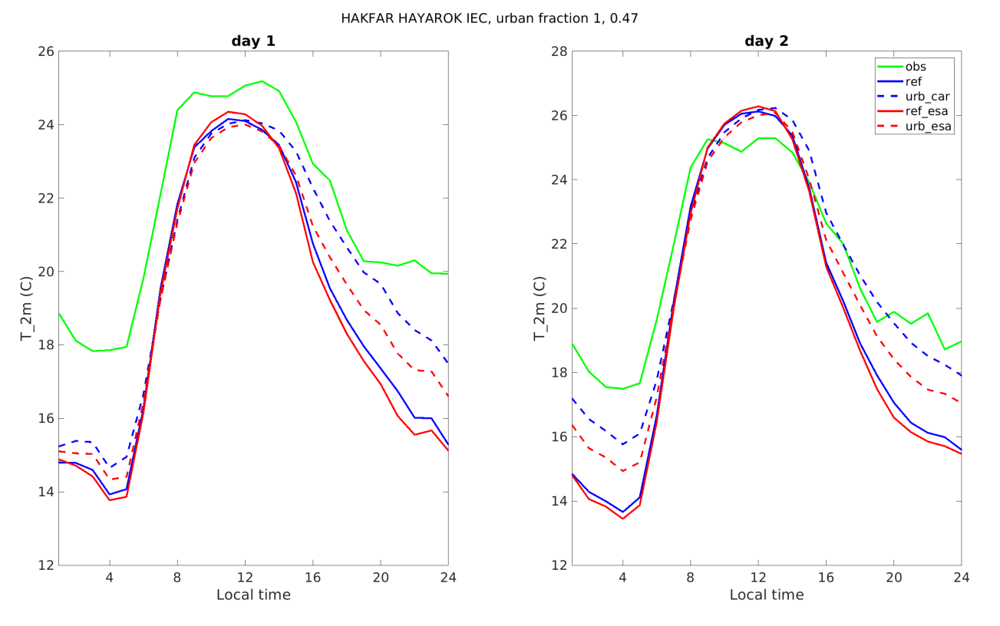 HAKFAR HAYAROK IEC, urban fraction 1, 0.47
day 1
26
24
22
20
18
16
14
12
T_2m (C)
4 8 12 16 20 24
Local time
day 2
28
26
24
22
20
18
16
14
12
T_2m (C)
4 8 12 16 20 24
Local time
obs
ref
urb_car
ref_esa
urb_esa